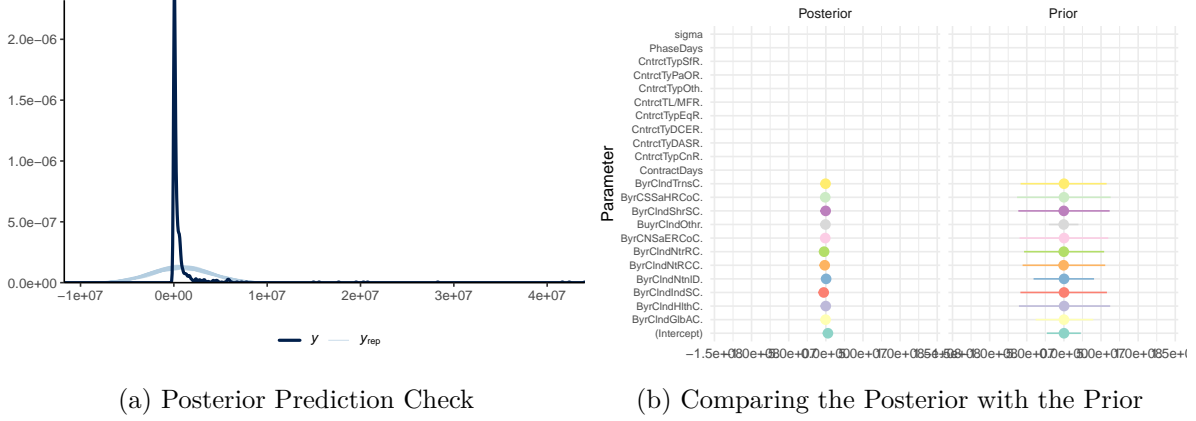 2.0e−06
1.5e−06
1.0e−06
5.0e−07
0.0e+00
−1e+07 0e+00 1e+07 2e+07 3e+07 4e+07
y yrep
(a) Posterior Prediction Check
Posterior Prior
Parameter
sigma
PhaseDays
CntrctTypSfR.
CntrctTyPaOR.
CntrctTypOth.
CntrctTL/MFR.
CntrctTypEqR.
CntrctTyDCER.
CntrctTyDASR.
CntrctTypCnR.
ContractDays
ByrClndTrnsC.
ByrCSSaHRCoC.
ByrClndShrSC.
BuyrClndOthr.
ByrCNSaERCoC.
ByrClndNtrRC.
ByrClndNtRCC.
ByrClndNtnlD.
ByrClndIndSC.
ByrClndHlthC.
ByrClndGlbAC.
(Intercept)
(b) Comparing the Posterior with the Prior